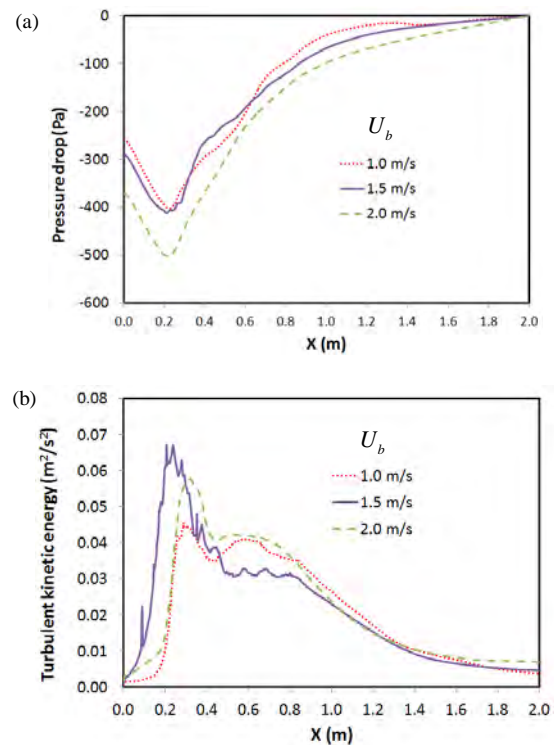 (a)
0
-100
-200
-300
-400
-500
-600
Pressure drop (Pa)
U_b
1.0 m/s
1.5 m/s
2.0 m/s
0.0 0.2 0.4 0.6 0.8 1.0 1.2 1.4 1.6 1.8 2.0
X (m)
(b)
0.08
0.07
0.06
0.05
0.04
0.03
0.02
0.01
0.00
Turbulent kinetic energy (m²/s²)
U_b
1.0 m/s
1.5 m/s
2.0 m/s
0.0 0.2 0.4 0.6 0.8 1.0 1.2 1.4 1.6 1.8 2.0
X (m)